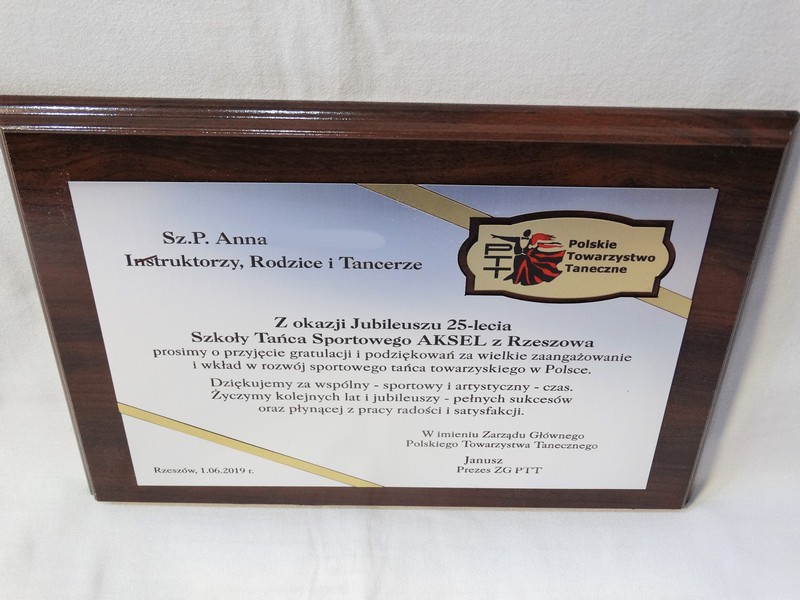 Sz.P. Anna
Instruktorzy, Rodzice i Tancerze
PTT
Polskie
Towarzystwo
Taneczne
Z okazji Jubileuszu 25-lecia
Szkoły Tańca Sportowego AKSEL z Rzeszowa
prosimy o przyjęcie gratulacji i podziękowań za wielkie zaangażowanie
i wkład w rozwój sportowego tańca towarzyskiego w Polsce.
Dziękujemy za wspólny - sportowy i artystyczny - czas.
Życzymy kolejnych lat i jubileuszy - pełnych sukcesów
oraz płynącej z pracy radości i satysfakcji.
W imieniu Zarządu Głównego
Polskiego Towarzystwa Tanecznego
Janusz
Prezes ZG PTT
Rzeszów, 1.06.2019 r.